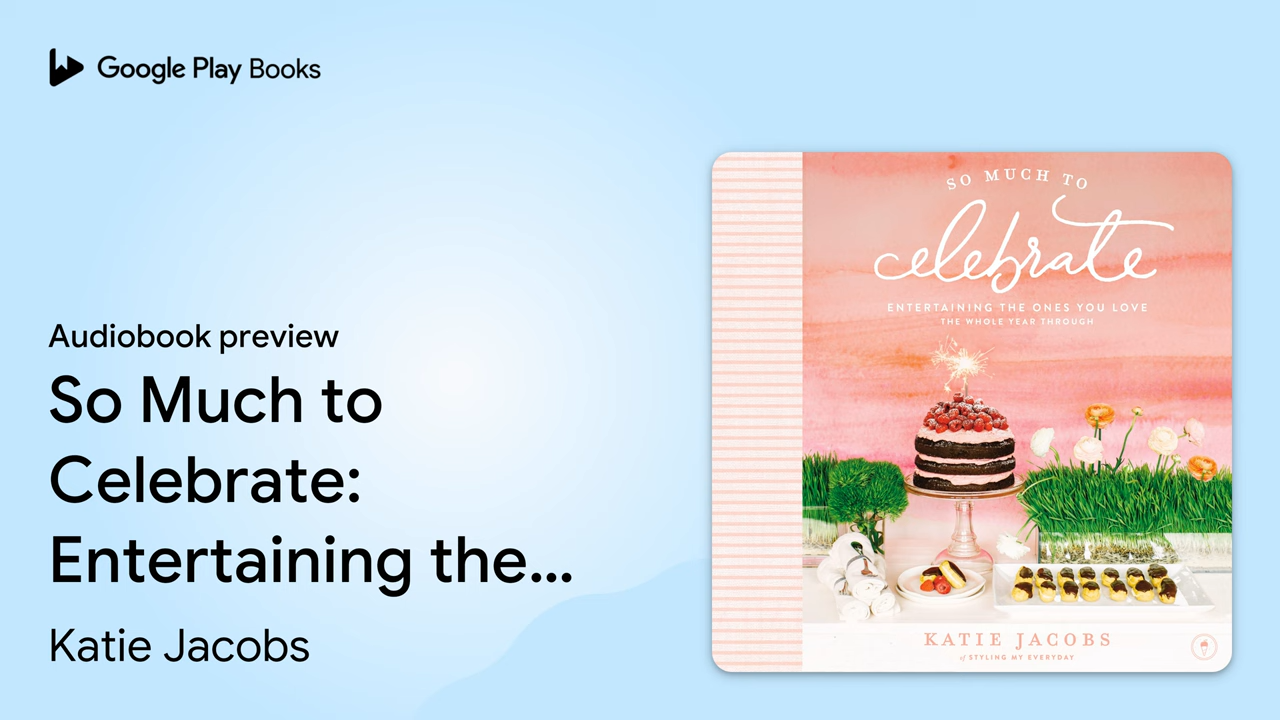 Google Play Books
Audiobook preview
So Much to
Celebrate:
Entertaining the...
Katie Jacobs
SO MUCH TO
celebrate
ENTERTAINING THE ONES YOU LOVE
THE WHOLE YEAR THROUGH
KATIE JACOBS
of STYLING MY EVERYDAY